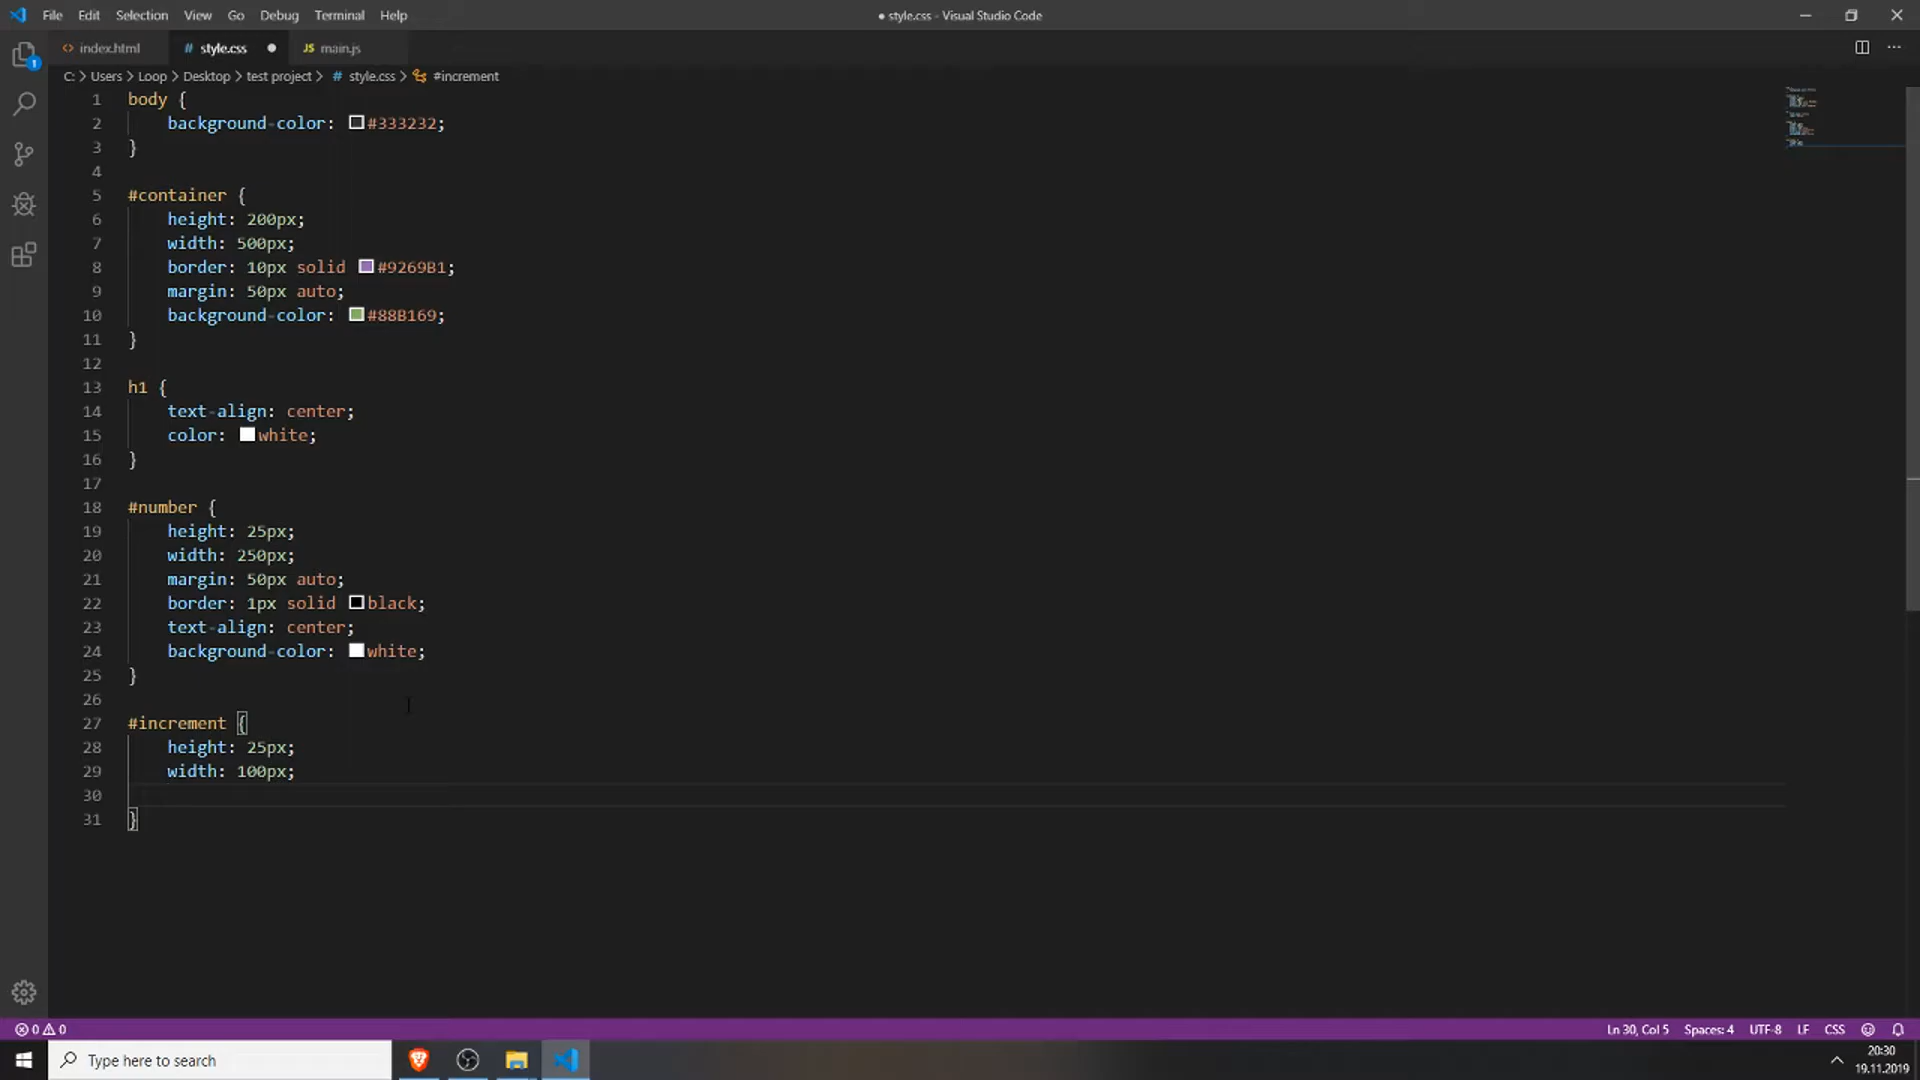 File Edit Selection View Go Debug Terminal Help
● style.css - Visual Studio Code
<> index.html # style.css ● JS main.js
C: > Users > Loop > Desktop > test project > # style.css > #increment
1 body {
2 background-color: #333232;
3 }
4
5 #container {
6 height: 200px;
7 width: 500px;
8 border: 10px solid #9269B1;
9 margin: 50px auto;
10 background-color: #88B169;
11 }
12
13 h1 {
14 text-align: center;
15 color: white;
16 }
17
18 #number {
19 height: 25px;
20 width: 250px;
21 margin: 50px auto;
22 border: 1px solid black;
23 text-align: center;
24 background-color: white;
25 }
26
27 #increment {
28 height: 25px;
29 width: 100px;
30
31 }
1
0 0
Ln 30, Col 5 Spaces: 4 UTF-8 LF CSS
Type here to search
20:30
19.11.2019